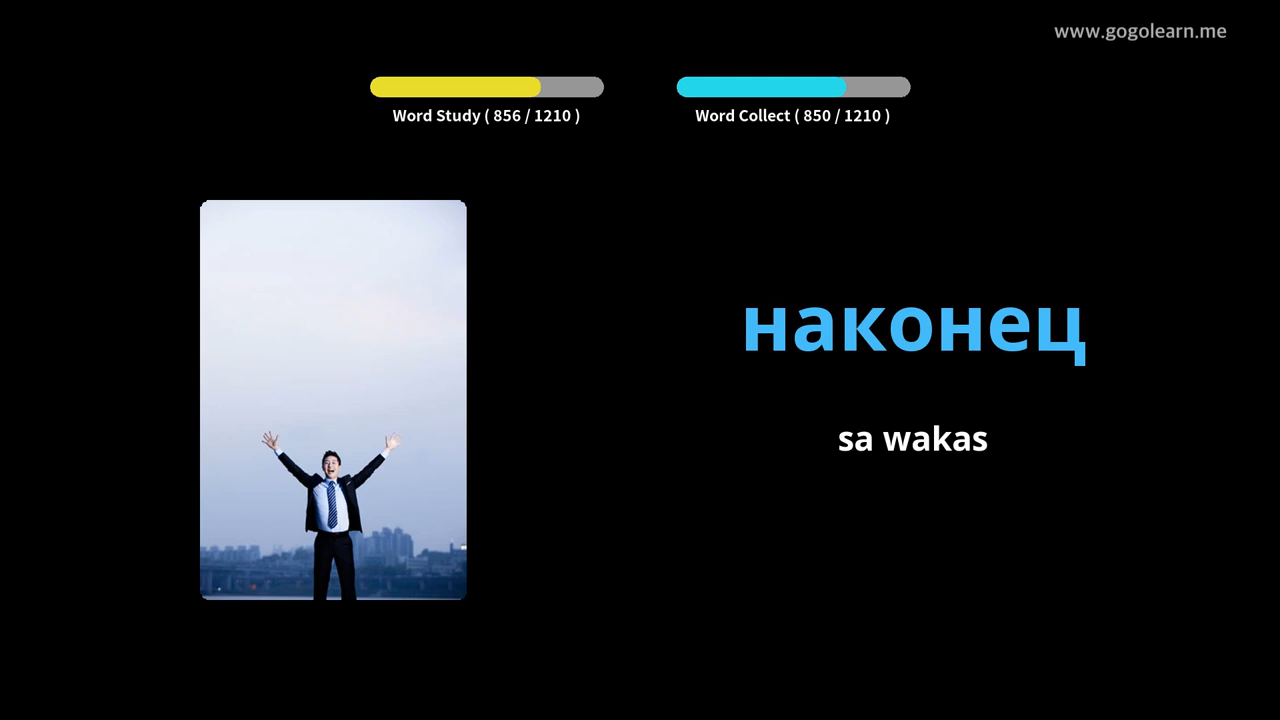 www.gogolearn.me
Word Study ( 856 / 1210 )
Word Collect ( 850 / 1210 )
наконец
sa wakas